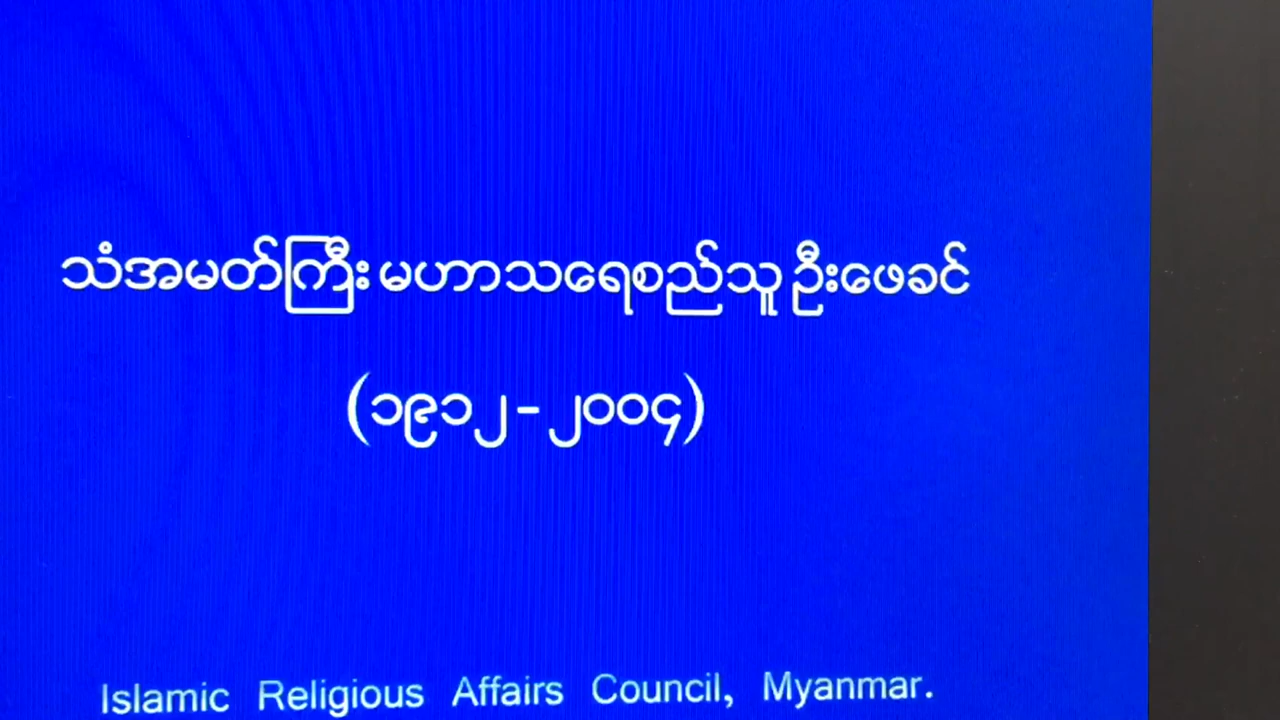 သံအမတ်ကြီး မဟာသရေစည်သူ ဦးဖေခင်
(၁၉၁၂-၂၀၀၄)
Islamic Religious Affairs Council, Myanmar.